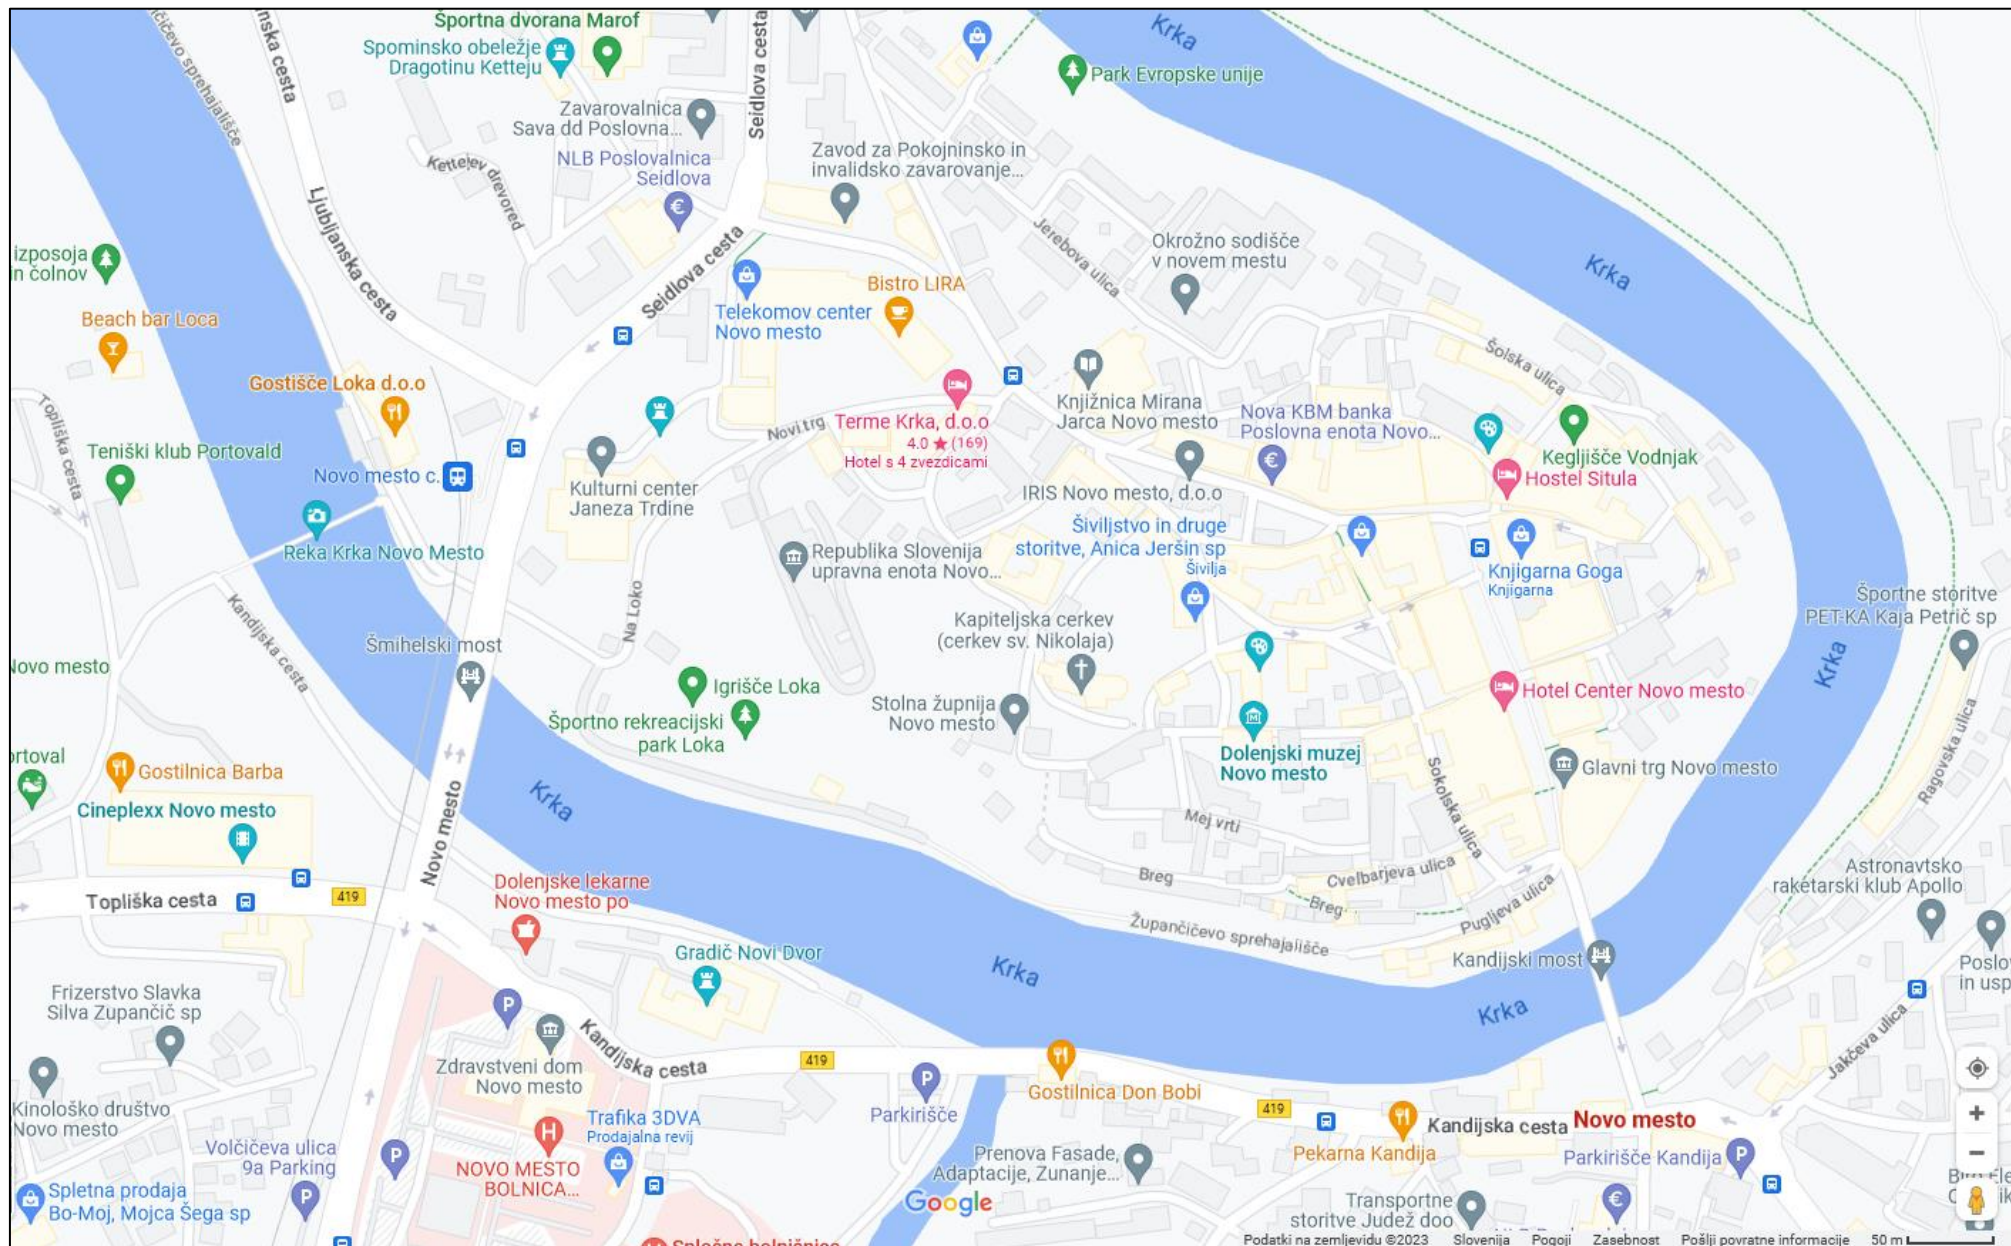 Športna dvorana Marof
Spominsko obeležje
Dragotinu Ketteju
Zavarovalnica
Sava dd Poslovna...
NLB Poslovalnica
Seidlova
Kettejev drevored
Ljubljanska cesta
Seidlova cesta
Seidlova cesta
Zavod za Pokojninsko in
invalidsko zavarovanje...
Krka
Park Evropske unije
Jerebova ulica
Okrožno sodišče
v novem mestu
Krka
izposoja
in čolnov
Beach bar Loca
Gostišče Loka d.o.o
Topliška cesta
Teniški klub Portovald
Novo mesto c.
Reka Krka Novo Mesto
Telekomov center
Novo mesto
Bistro LIRA
Terme Krka, d.o.o
4.0 ★ (169)
Hotel s 4 zvezdicami
Novi trg
Kulturni center
Janeza Trdine
Knjižnica Mirana
Jarca Novo mesto
Nova KBM banka
Poslovna enota Novo...
Šolska ulica
Kegljišče Vodnjak
Hostel Situla
IRIS Novo mesto, d.o.o
Šiviljstvo in druge
storitve, Anica Jeršin sp
Šivilja
Knjigarna Goga
Knjigarna
Republika Slovenija
upravna enota Novo...
Na Loko
Kandijska cesta
Šmihelski most
Novo mesto
Kapiteljska cerkev
(cerkev sv. Nikolaja)
Športne storitve
PET-KA Kaja Petrič sp
Krka
Igrišče Loka
Športno rekreacijski
park Loka
Stolna župnija
Novo mesto
Hotel Center Novo mesto
Dolenjski muzej
Novo mesto
Glavni trg Novo mesto
Ragovska ulica
Sokolska ulica
Gostilnica Barba
Cineplexx Novo mesto
Krka
Novo mesto
Mej vrti
Breg
Cvelbarjeva ulica
Breg
Pugljeva ulica
Župančičevo sprehajališče
Astronavtsko
raketarski klub Apollo
Topliška cesta
419
Dolenjske lekarne
Novo mesto po
Gradič Novi Dvor
Krka
Kandijski most
Krka
Frizerstvo Slavka
Silva Zupančič sp
Zdravstveni dom
Novo mesto
Kandijska cesta
419
P
P
Parkirišče
Gostilnica Don Bobi
Jakčeva ulica
Kinološko društvo
Novo mesto
Volčičeva ulica
9a Parking
P
P
H
NOVO MESTO
BOLNICA...
Trafika 3DVA
Prodajalna revij
Prenova Fasade,
Adaptacije, Zunanje...
419
Pekarna Kandija
Kandijska cesta
Novo mesto
Parkirišče Kandija
P
Spletna prodaja
Bo-Moj, Mojca Šega sp
Google
Transportne
storitve Judež doo
Podatki na zemljevidu ©2023 Slovenija Pogoji Zasebnost Pošlji povratne informacije 50 m